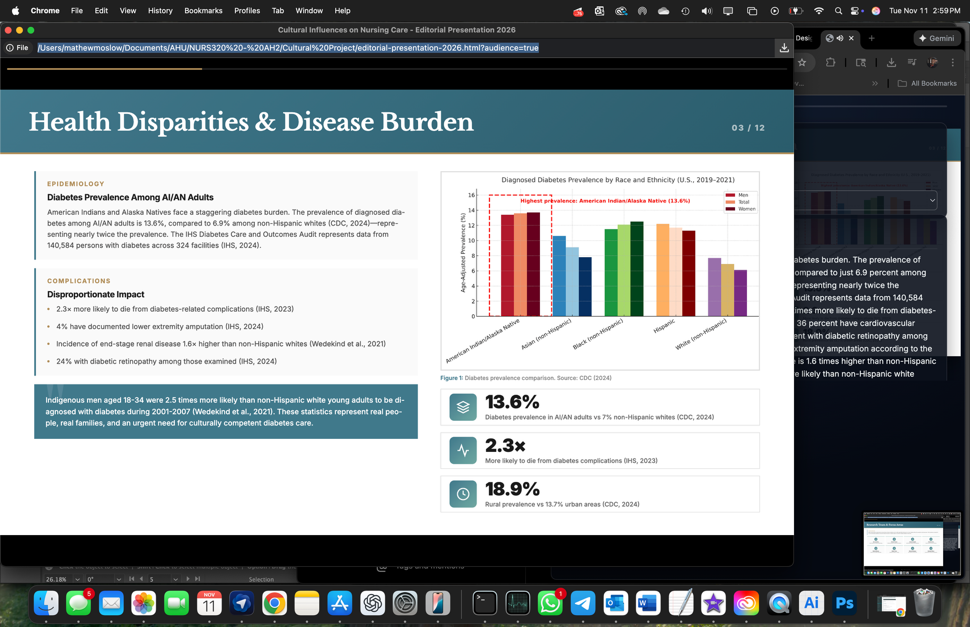 Chrome File Edit View History Bookmarks Profiles Tab Window Help Tue Nov 11 2:59 PM
Cultural Influences on Nursing Care - Editorial Presentation 2026
File /Users/mathewmoslow/Documents/AHU/NURS320%20-%20AH2/Cultural%20Project/editorial-presentation-2026.html?audience=true
Gemini
All Bookmarks
Health Disparities & Disease Burden
03 / 12
EPIDEMIOLOGY
Disbetes Prevalence Among AI/AN Adults
American Indians and Alaska Natives face a staggering diabetes burden. The prevalence of diagnosed dia-
betes among AI/AN adults is 13.6%, compared to 6.9% among non-Hispanic whites (CDC, 2024)—repre-
senting nearly twice the prevalence. The IHS Diabetes Care and Outcomes Audit represents data from
140,584 persons with diabetes across 324 facilities (IHS, 2024).
COMPLICATIONS
Disproportionate Impact
• 2.3× more likely to die from diabetes-related complications (IHS, 2023)
• 4% have documented lower extremity amputation (IHS, 2024)
• Incidence of end-stage renal disease 1.6× higher than non-Hispanic whites (Wedekind et al., 2021)
• 24% with diabetic retinopathy among those examined (IHS, 2024)
Indigenous men aged 18-34 were 2.5 times more likely than non-Hispanic white young adults to be di-
agnosed with diabetes during 2001-2007 (Wedekind et al., 2021). These statistics represent real peo-
ple, real families, and an urgent need for culturally competent diabetes care.
Diagnosed Diabetes Prevalence by Race and Ethnicity (U.S., 2019–2021)
Highest prevalence: American Indian/Alaska Native (13.6%)
Men
Total
Women
Age-Adjusted Prevalence (%)
16
14
12
10
8
6
4
2
0
American Indian/Alaska Native
Asian (non-Hispanic)
Black (non-Hispanic)
Hispanic
White (non-Hispanic)
Figure 1: Diabetes prevalence comparison. Source: CDC (2024)
13.6%
Diabetes prevalence in AI/AN adults vs 7% non-Hispanic whites (CDC, 2024)
2.3×
More likely to die from diabetes complications (IHS, 2023)
18.9%
Rural prevalence vs 13.7% urban areas (CDC, 2024)
abetes burden. The prevalence of
ompared to just 6.9 percent among
epresenting nearly twice the
Audit represents data from 140,584
times more likely to die from diabetes-
36 percent have cardiovascular
ent with diabetic retinopathy among
xtremity amputation according to the
is 1.6 times higher than non-Hispanic
e likely than non-Hispanic white
26.18% 0° 5 Selection
NOV
11
5
1
Ai
Ps